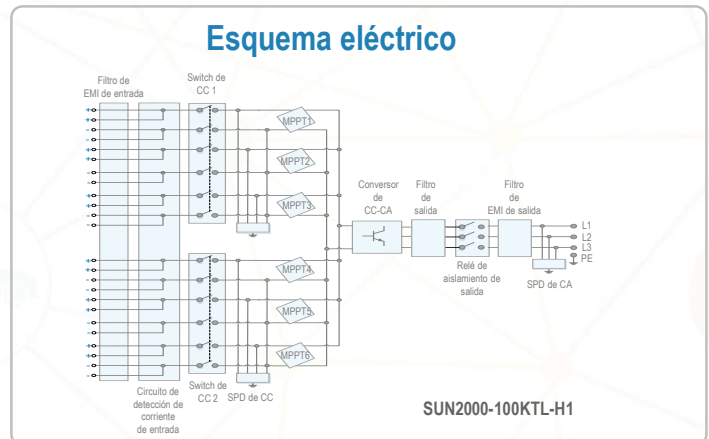 Esquema eléctrico
Filtro de
EMI de entrada
Switch de
CC 1
+
+
-
-
+
+
-
-
+
+
-
-
MPPT1
MPPT2
MPPT3
Conversor
de
CC-CA
Filtro
de
salida
Filtro
de
EMI de salida
L1
L2
L3
PE
Relé de
aislamiento de
salida
SPD de CA
+
+
-
-
+
+
-
-
+
+
-
-
MPPT4
MPPT5
MPPT6
Circuito de
detección de
corriente
de entrada
Switch de
CC 2
SPD de CC
SUN2000-100KTL-H1